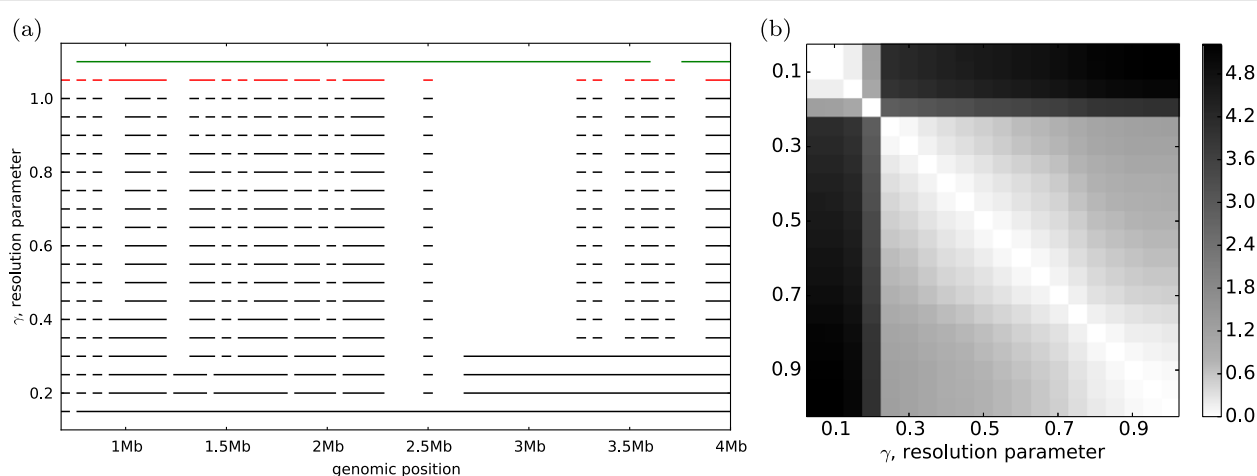 (a)
γ, resolution parameter
1.0
0.8
0.6
0.4
0.2
1Mb 1.5Mb 2Mb 2.5Mb 3Mb 3.5Mb 4Mb
genomic position
(b)
0.1
0.3
0.5
0.7
0.9
0.1 0.3 0.5 0.7 0.9
γ, resolution parameter
4.8
4.2
3.6
3.0
2.4
1.8
1.2
0.6
0.0